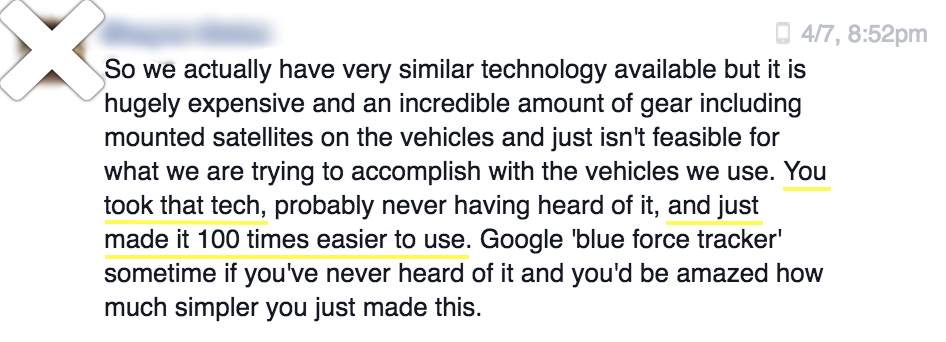 4/7, 8:52pm
So we actually have very similar technology available but it is
hugely expensive and an incredible amount of gear including
mounted satellites on the vehicles and just isn't feasible for
what we are trying to accomplish with the vehicles we use. You
took that tech, probably never having heard of it, and just
made it 100 times easier to use. Google 'blue force tracker'
sometime if you've never heard of it and you'd be amazed how
much simpler you just made this.